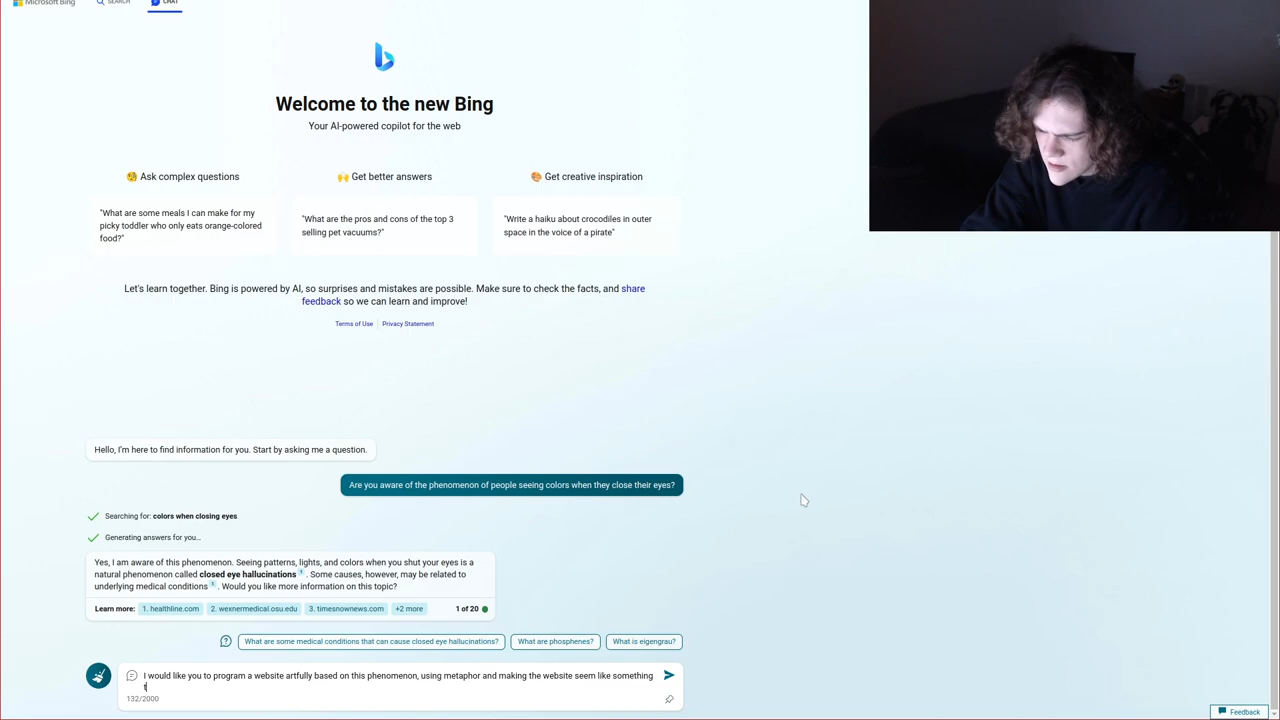 Microsoft Bing
SEARCH
CHAT
Welcome to the new Bing
Your AI-powered copilot for the web
🧐 Ask complex questions
🙌 Get better answers
🎨 Get creative inspiration
"What are some meals I can make for my
picky toddler who only eats orange-colored
food?"
"What are the pros and cons of the top 3
selling pet vacuums?"
"Write a haiku about crocodiles in outer
space in the voice of a pirate"
Let's learn together. Bing is powered by AI, so surprises and mistakes are possible. Make sure to check the facts, and share
feedback so we can learn and improve!
Terms of Use
Privacy Statement
Hello, I'm here to find information for you. Start by asking me a question.
Are you aware of the phenomenon of people seeing colors when they close their eyes?
Searching for: colors when closing eyes
Generating answers for you...
Yes, I am aware of this phenomenon. Seeing patterns, lights, and colors when you shut your eyes is a
natural phenomenon called closed eye hallucinations 1. Some causes, however, may be related to
underlying medical conditions 1. Would you like more information on this topic?
Learn more: 1. healthline.com 2. wexnermedical.osu.edu 3. timesnownews.com +2 more 1 of 20
What are some medical conditions that can cause closed eye hallucinations?
What are phosphenes?
What is eigengrau?
I would like you to program a website artfully based on this phenomenon, using metaphor and making the website seem like something
t
132/2000
Feedback